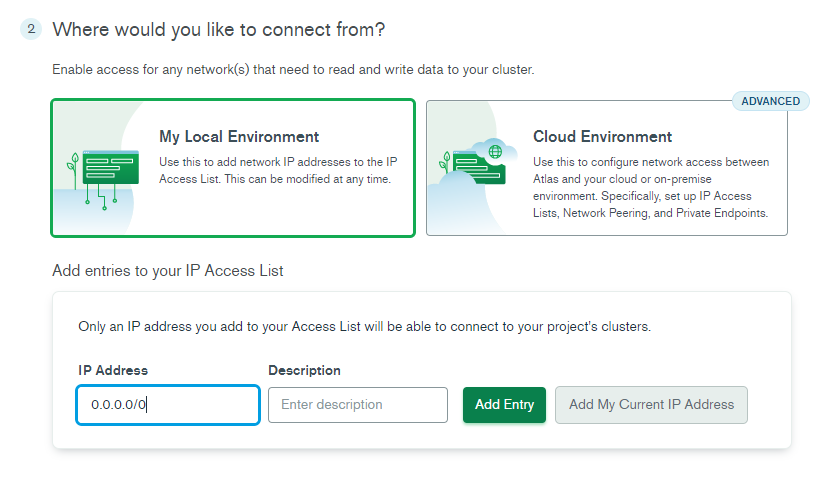 2 Where would you like to connect from?
Enable access for any network(s) that need to read and write data to your cluster.
ADVANCED
My Local Environment
Use this to add network IP addresses to the IP
Access List. This can be modified at any time.
Cloud Environment
Use this to configure network access between
Atlas and your cloud or on-premise
environment. Specifically, set up IP Access
Lists, Network Peering, and Private Endpoints.
Add entries to your IP Access List
Only an IP address you add to your Access List will be able to connect to your project's clusters.
IP Address Description
0.0.0.0/0 Enter description Add Entry Add My Current IP Address